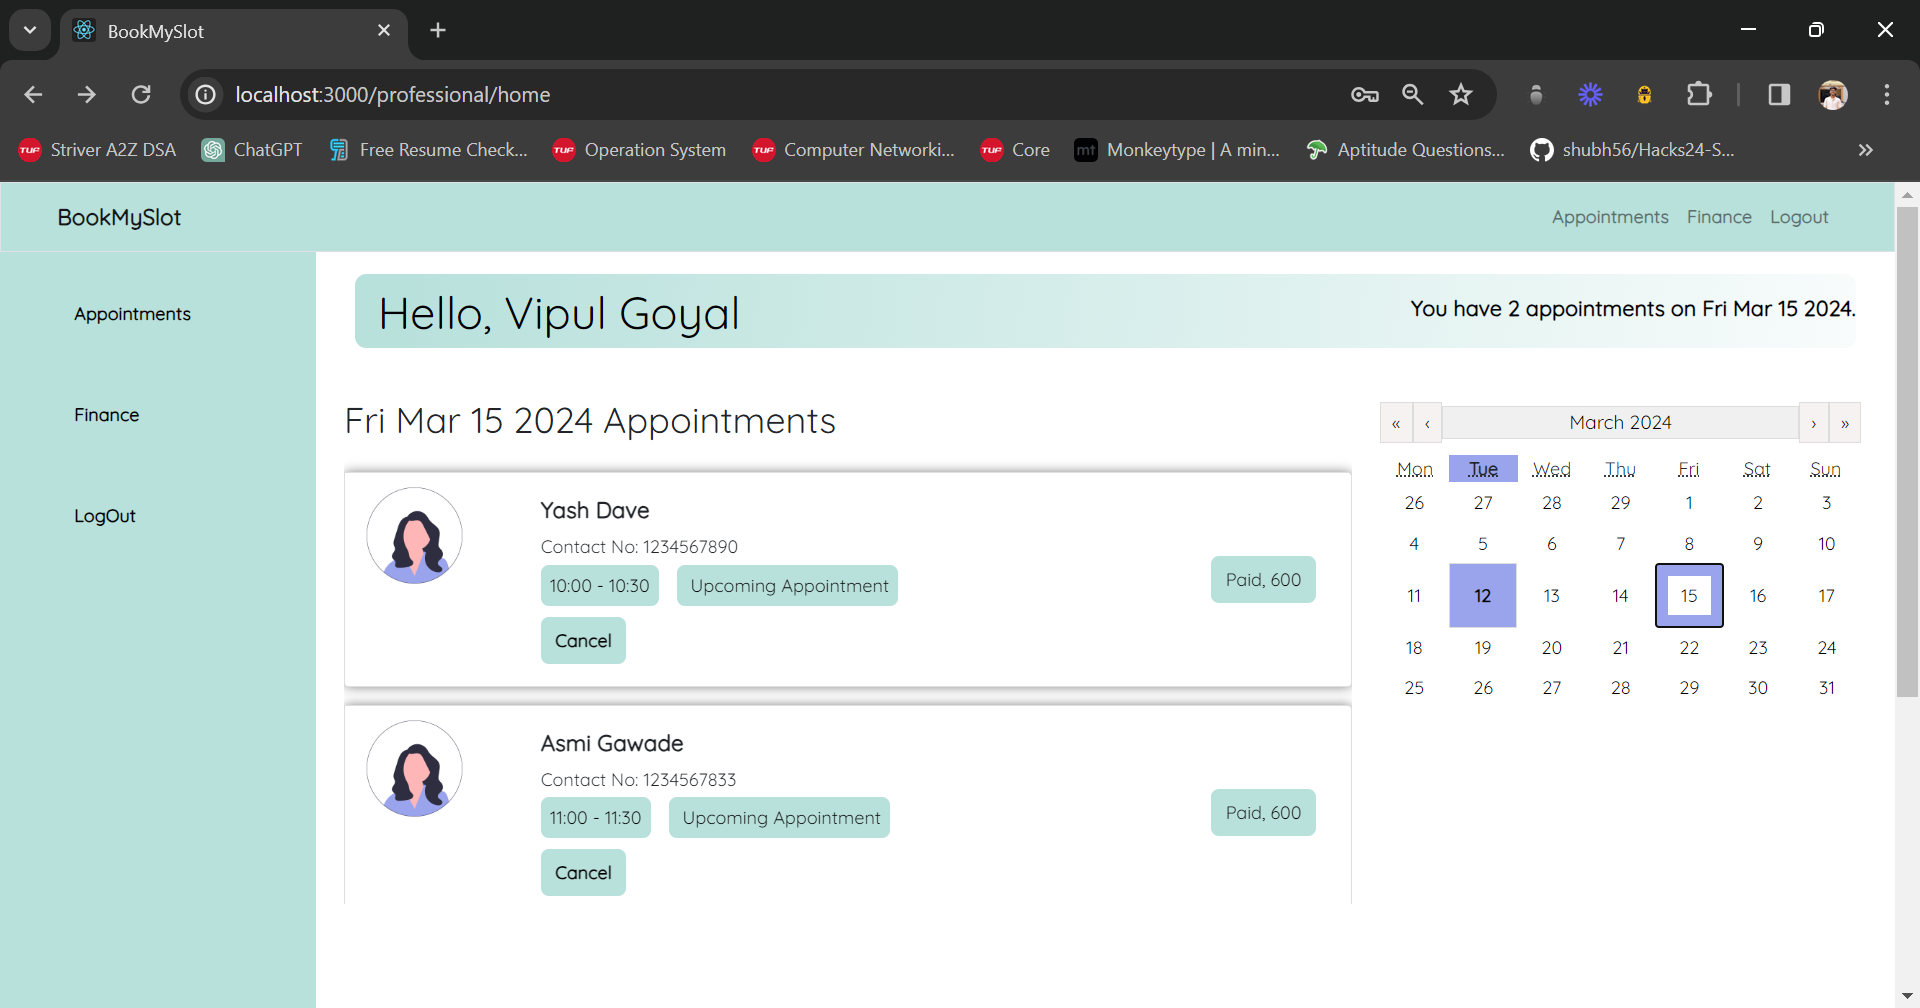 BookMySlot
localhost:3000/professional/home
Striver A2Z DSA ChatGPT Free Resume Check... Operation System Computer Networki... Core Monkeytype | A min... Aptitude Questions... shubh56/Hacks24-S...
BookMySlot Appointments Finance Logout
Appointments
Finance
LogOut
Hello, Vipul Goyal
You have 2 appointments on Fri Mar 15 2024.
Fri Mar 15 2024 Appointments
Yash Dave
Contact No: 1234567890
10:00 - 10:30 Upcoming Appointment
Paid, 600
Cancel
Asmi Gawade
Contact No: 1234567833
11:00 - 11:30 Upcoming Appointment
Paid, 600
Cancel
« ‹ March 2024 › »
Mon Tue Wed Thu Fri Sat Sun
26 27 28 29 1 2 3
4 5 6 7 8 9 10
11 12 13 14 15 16 17
18 19 20 21 22 23 24
25 26 27 28 29 30 31